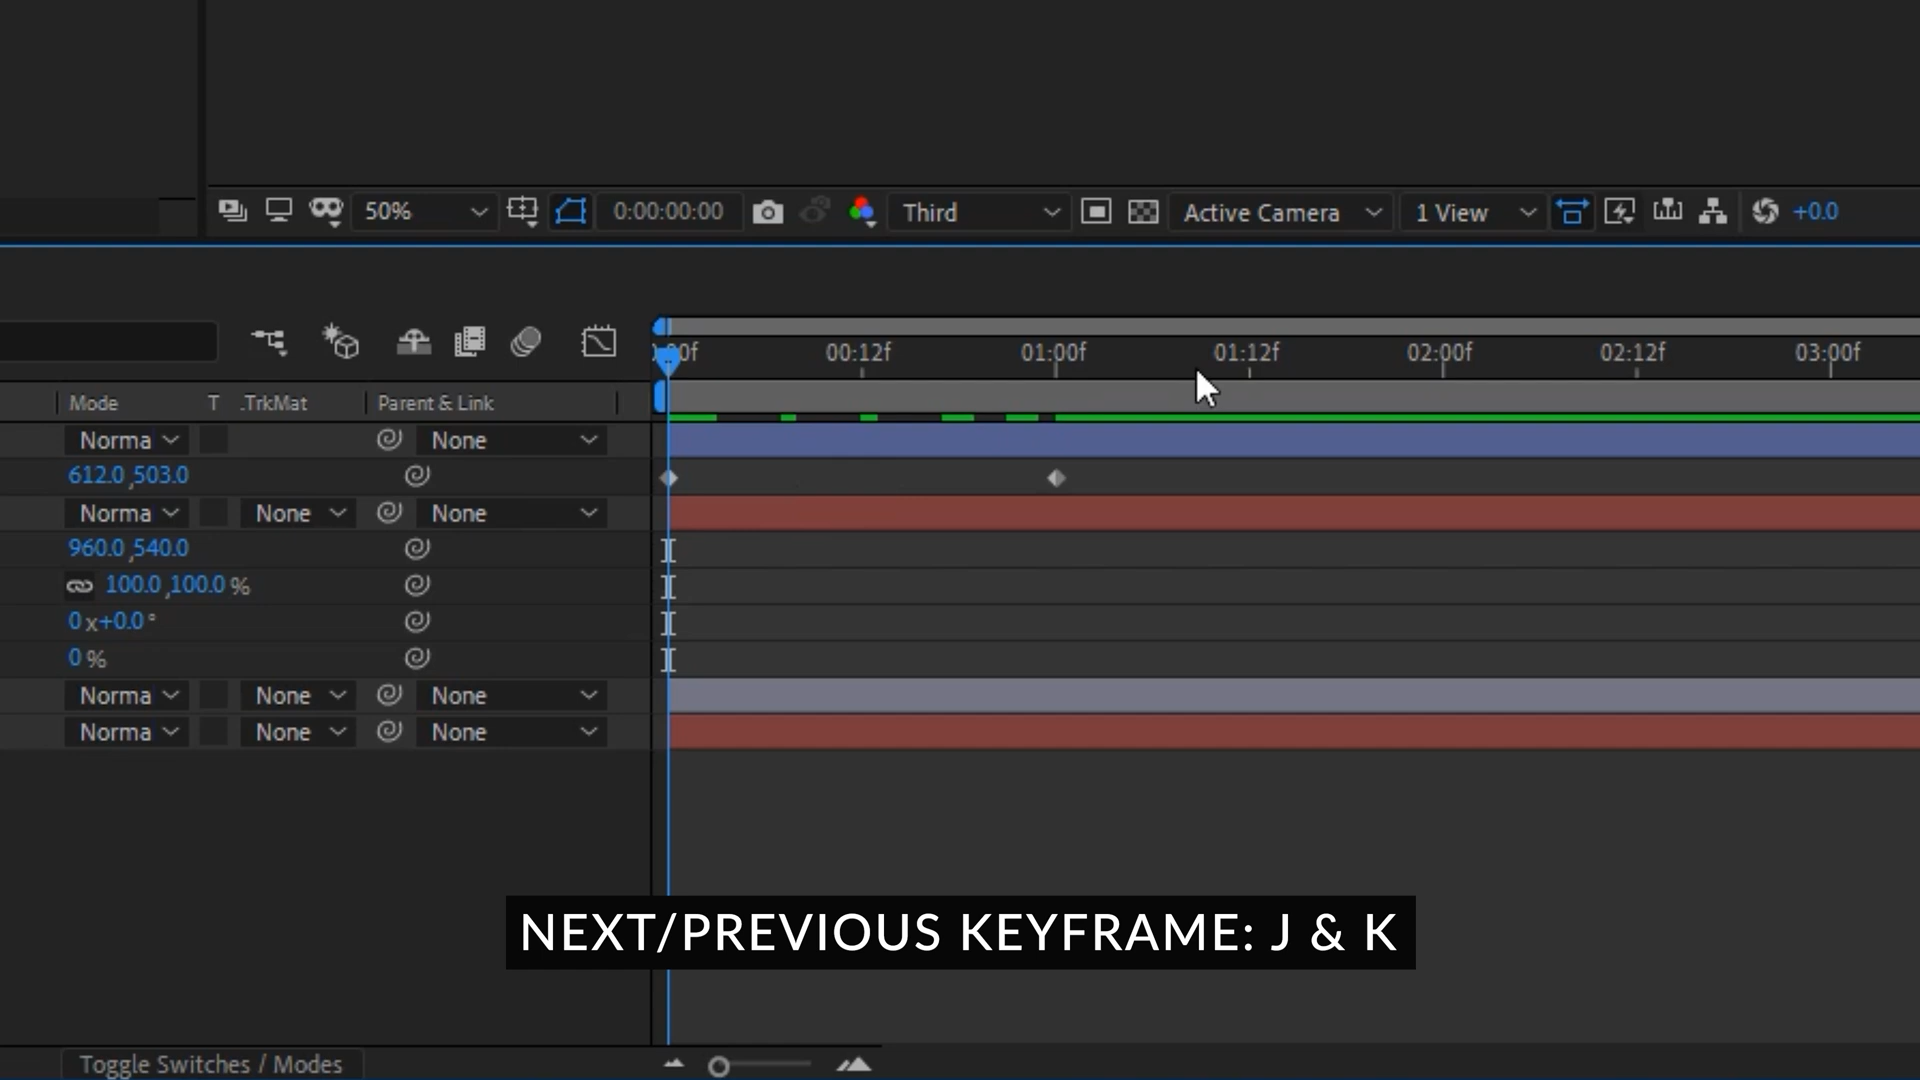 50%
0:00:00:00
Third
Active Camera
1 View
+0.0
00:12f
01:00f
01:12f
02:00f
02:12f
03:00f
Mode T .TrkMat Parent & Link
Norma None
612.0 ,503.0
Norma None None
960.0 ,540.0
100.0 ,100.0 %
0 x+0.0 °
0 %
Norma None None
Norma None None
NEXT/PREVIOUS KEYFRAME: J & K
Toggle Switches / Modes